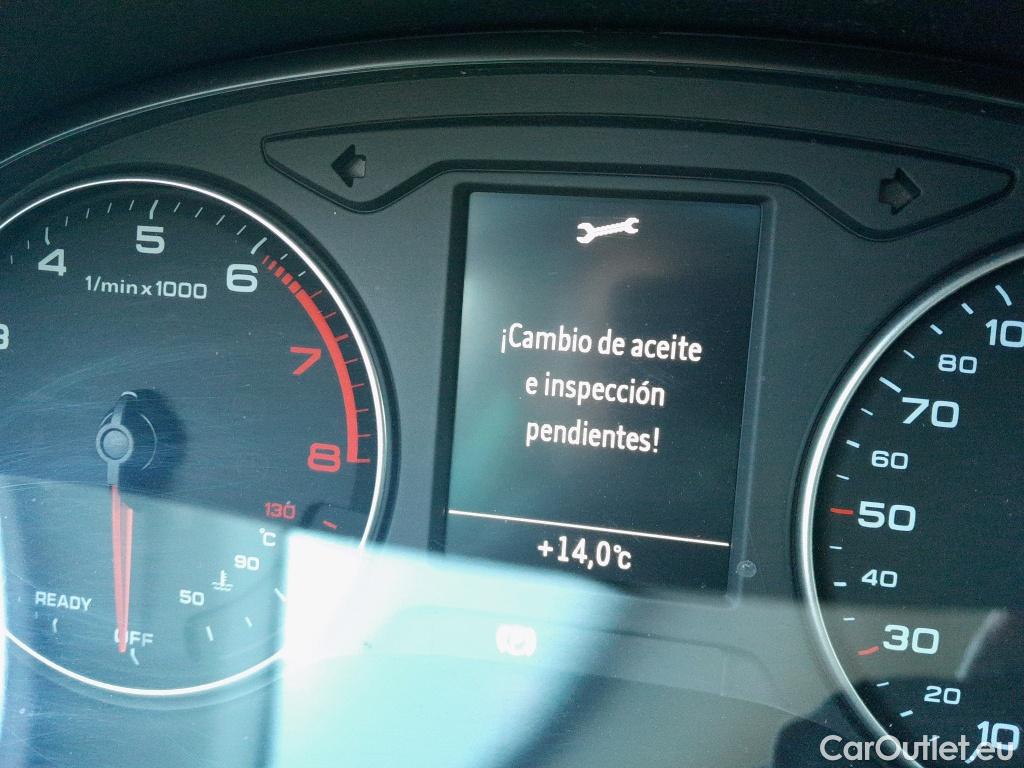 4
5
6
7
8
1/min x 1000
130
°C
90
50
READY
OFF
¡Cambio de aceite
e inspección
pendientes!
+14,0°C
80
70
60
50
40
30
20
10
CarOutlet.eu